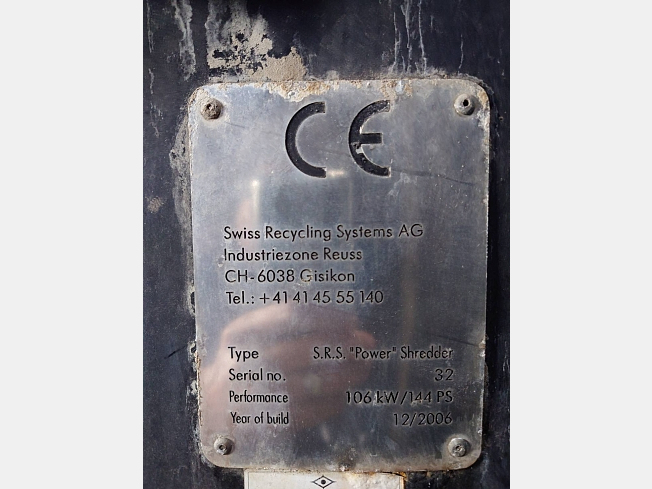 CE
Swiss Recycling Systems AG
Industriezone Reuss
CH-6038 Gisikon
Tel.: +41 41 45 55 140
Type S.R.S. "Power" Shredder
Serial no. 32
Performance 106 kW/144 PS
Year of build 12/2006